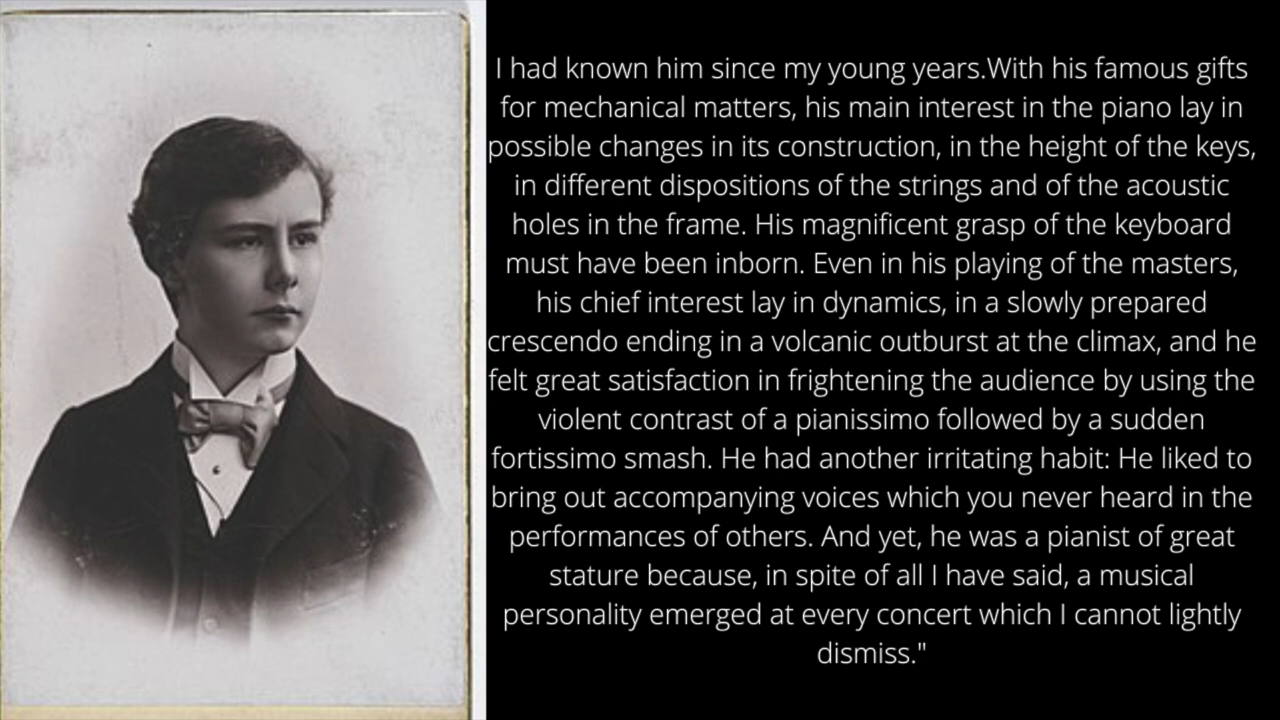 I had known him since my young years.With his famous gifts
for mechanical matters, his main interest in the piano lay in
possible changes in its construction, in the height of the keys,
in different dispositions of the strings and of the acoustic
holes in the frame. His magnificent grasp of the keyboard
must have been inborn. Even in his playing of the masters,
his chief interest lay in dynamics, in a slowly prepared
crescendo ending in a volcanic outburst at the climax, and he
felt great satisfaction in frightening the audience by using the
violent contrast of a pianissimo followed by a sudden
fortissimo smash. He had another irritating habit: He liked to
bring out accompanying voices which you never heard in the
performances of others. And yet, he was a pianist of great
stature because, in spite of all I have said, a musical
personality emerged at every concert which I cannot lightly
dismiss."